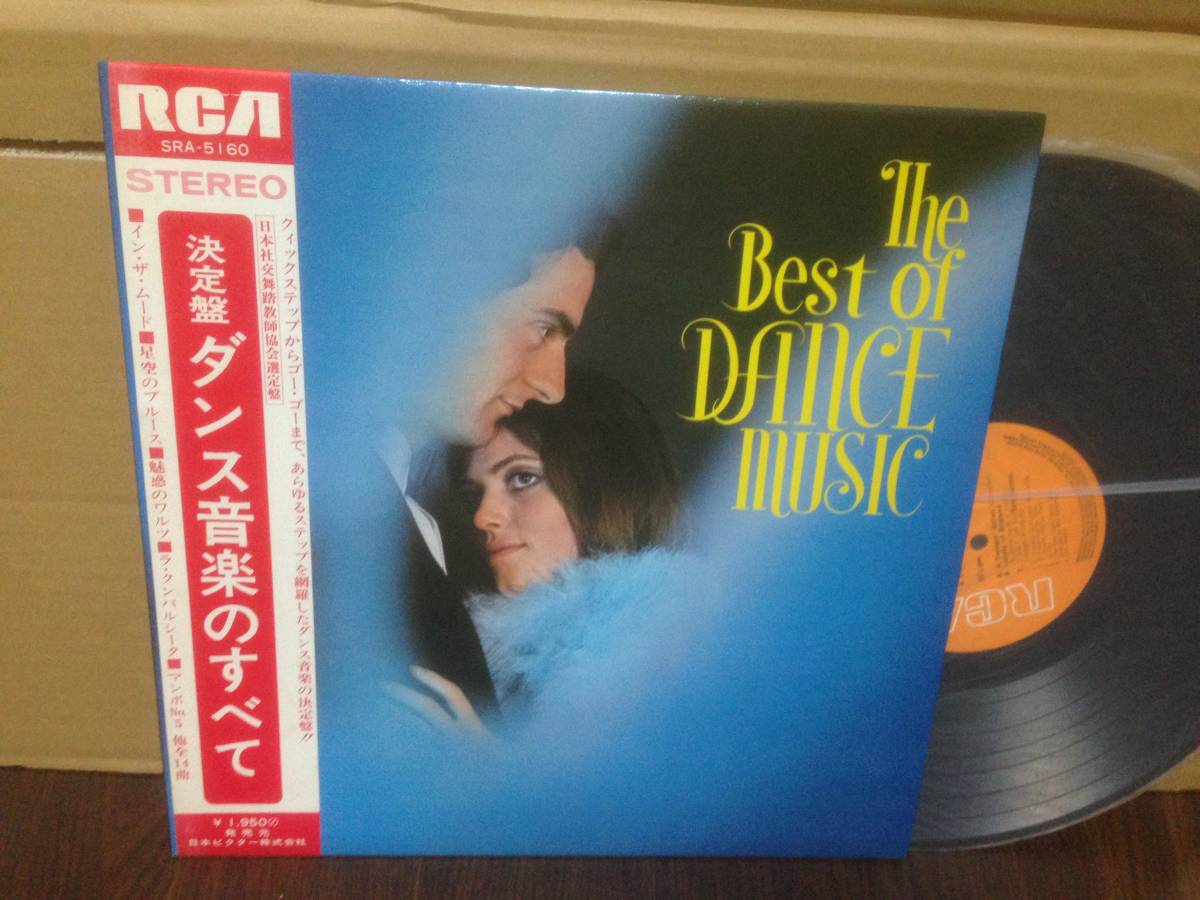 RCA
SRA-5160
STEREO
クィックステップからゴー・ゴーまで、あらゆるステップを網羅したダンス音楽の決定盤!!
日本社交舞踏教師協会選定盤
決定盤 ダンス音楽のすべて
■イン・ザ・ムード■星空のブルース■魅惑のワルツ■ラ・クンパルシータ■マンボNo.5 他全14曲
¥1,950
発売元
日本ビクター株式会社
The
Best of
DANCE
MUSIC
RCA